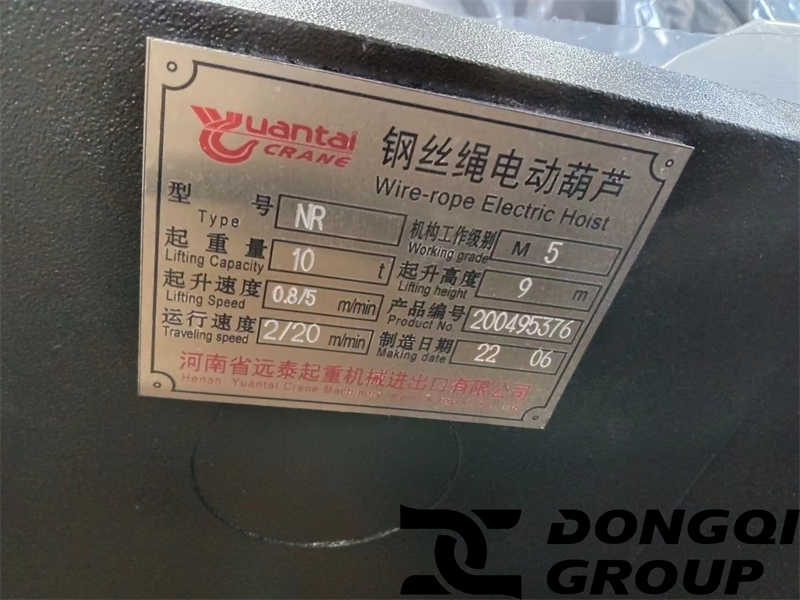 Yuantai
CRANE
钢丝绳电动葫芦
Wire-rope Electric Hoist
型 号 NR
Type
机构工作级别 M 5
Working grade
起重量 10 t
Lifting Capacity
起升高度 9 m
Lifting height
起升速度 0.8/5 m/min
Lifting Speed
产品编号 200495376
Product No
运行速度 2/20 m/min
Traveling speed
制造日期 22 06
Making date
河南省远泰起重机械进出口有限公司
Henan Yuantai Crane
DONGQI
GROUP